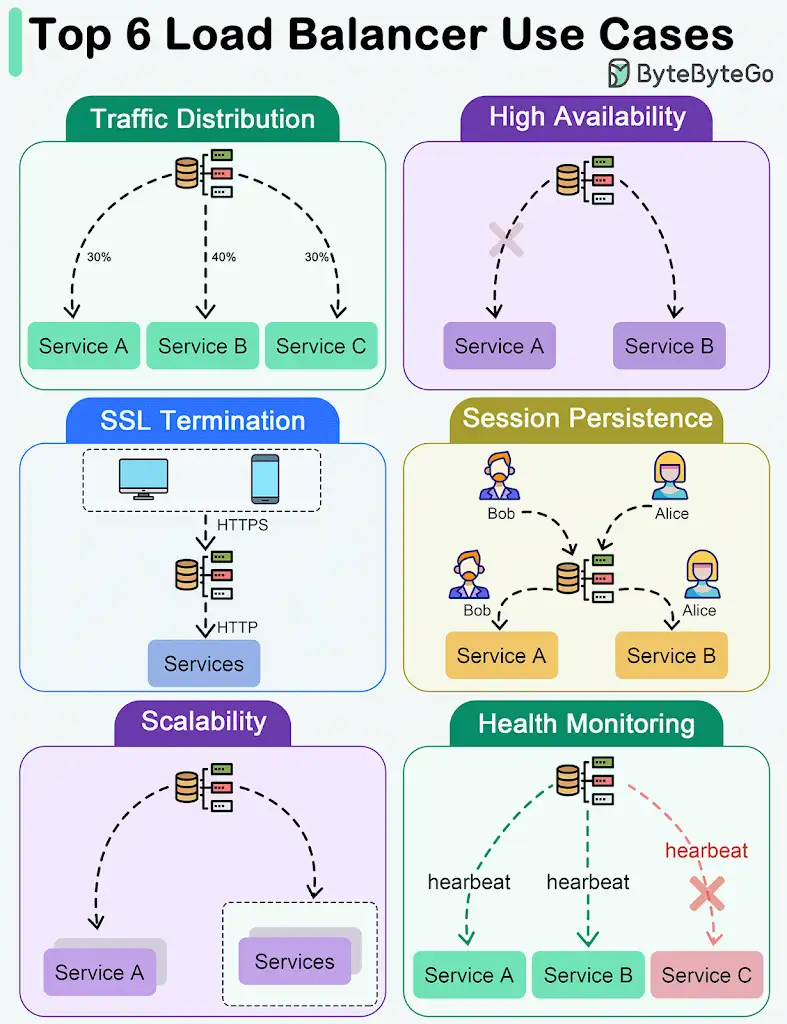 Top 6 Load Balancer Use Cases
ByteByteGo
Traffic Distribution
30%
40%
30%
Service A
Service B
Service C
High Availability
Service A
Service B
SSL Termination
HTTPS
HTTP
Services
Session Persistence
Bob
Alice
Bob
Alice
Service A
Service B
Scalability
Service A
Services
Health Monitoring
hearbeat
hearbeat
hearbeat
Service A
Service B
Service C